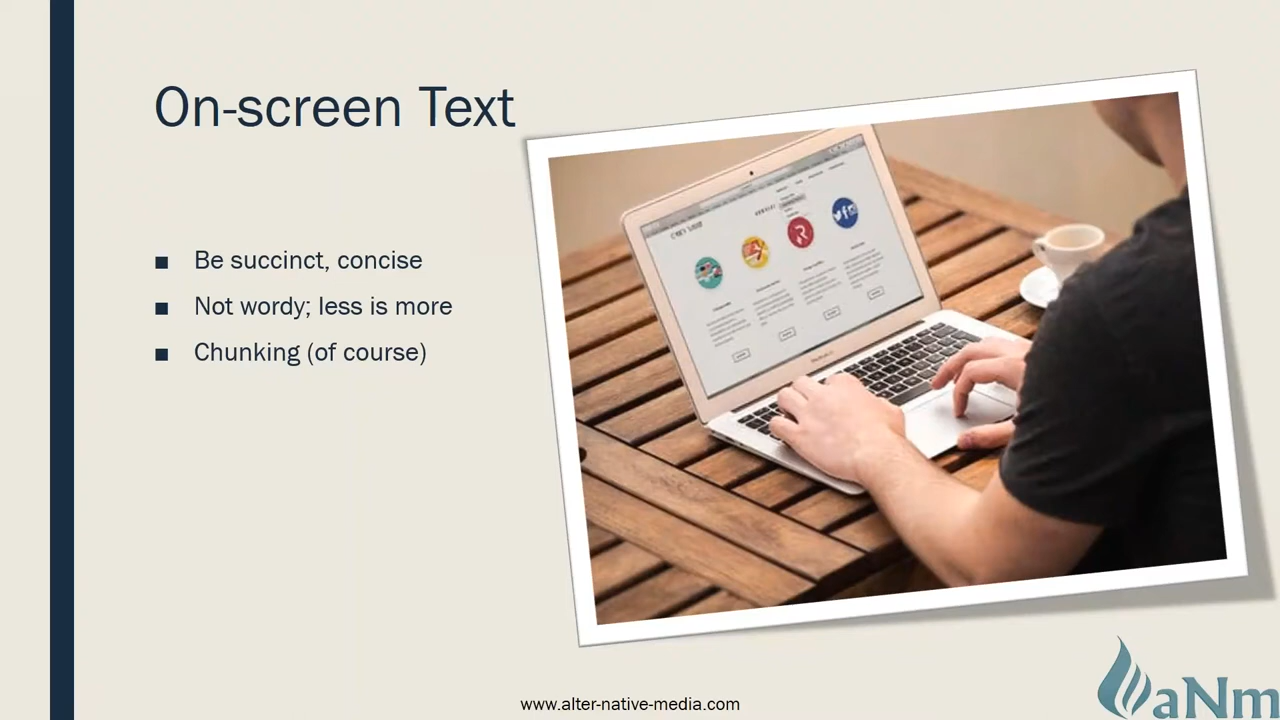 On-screen Text
■ Be succinct, concise
■ Not wordy; less is more
■ Chunking (of course)
www.alter-native-media.com
aNm